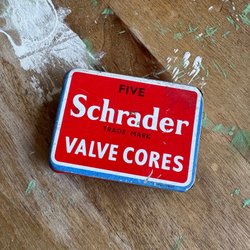 FIVE
Schrader
TRADE MARK
VALVE CORES